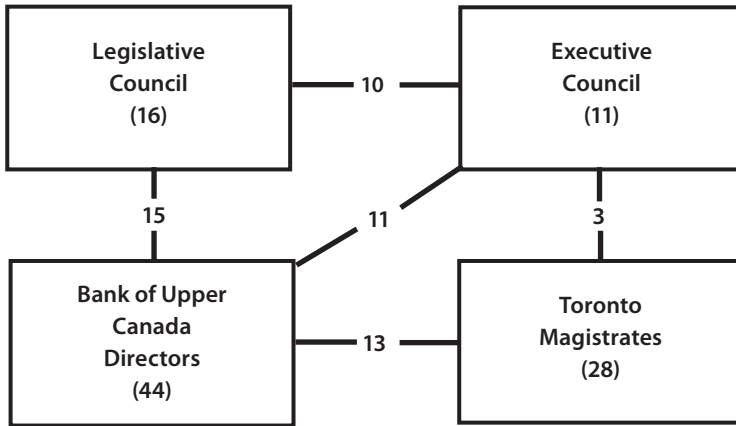 Legislative
Council
(16)
10
Executive
Council
(11)
15
11
3
Bank of Upper
Canada
Directors
(44)
13
Toronto
Magistrates
(28)